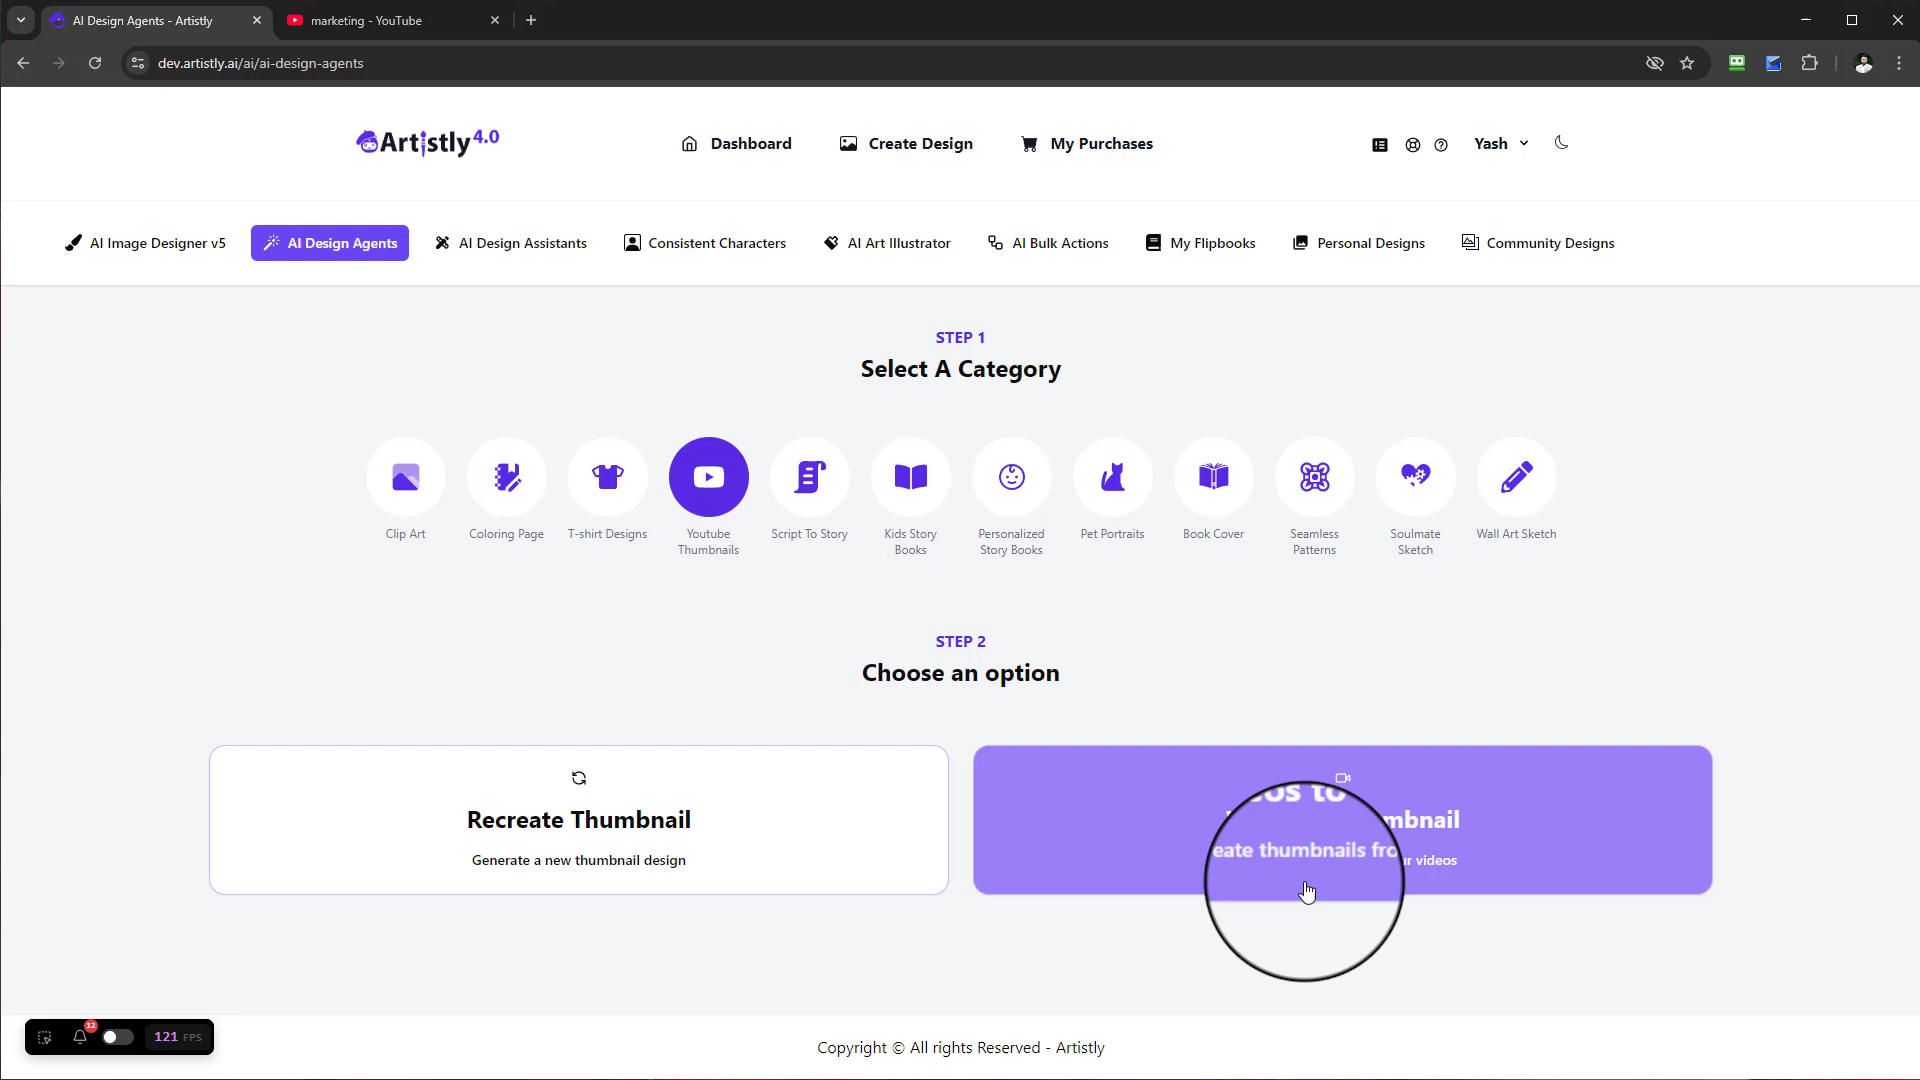 AI Design Agents - Artistly
marketing - YouTube
dev.artistly.ai/ai/ai-design-agents
Artistly 4.0
Dashboard
Create Design
My Purchases
Yash
AI Image Designer v5
AI Design Agents
AI Design Assistants
Consistent Characters
AI Art Illustrator
AI Bulk Actions
My Flipbooks
Personal Designs
Community Designs
STEP 1
Select A Category
Clip Art
Coloring Page
T-shirt Designs
Youtube
Thumbnails
Script To Story
Kids Story
Books
Personalized
Story Books
Pet Portraits
Book Cover
Seamless
Patterns
Soulmate
Sketch
Wall Art Sketch
STEP 2
Choose an option
Recreate Thumbnail
Generate a new thumbnail design
to
thumbnails
videos
12
121 FPS
Copyright © All rights Reserved - Artistly